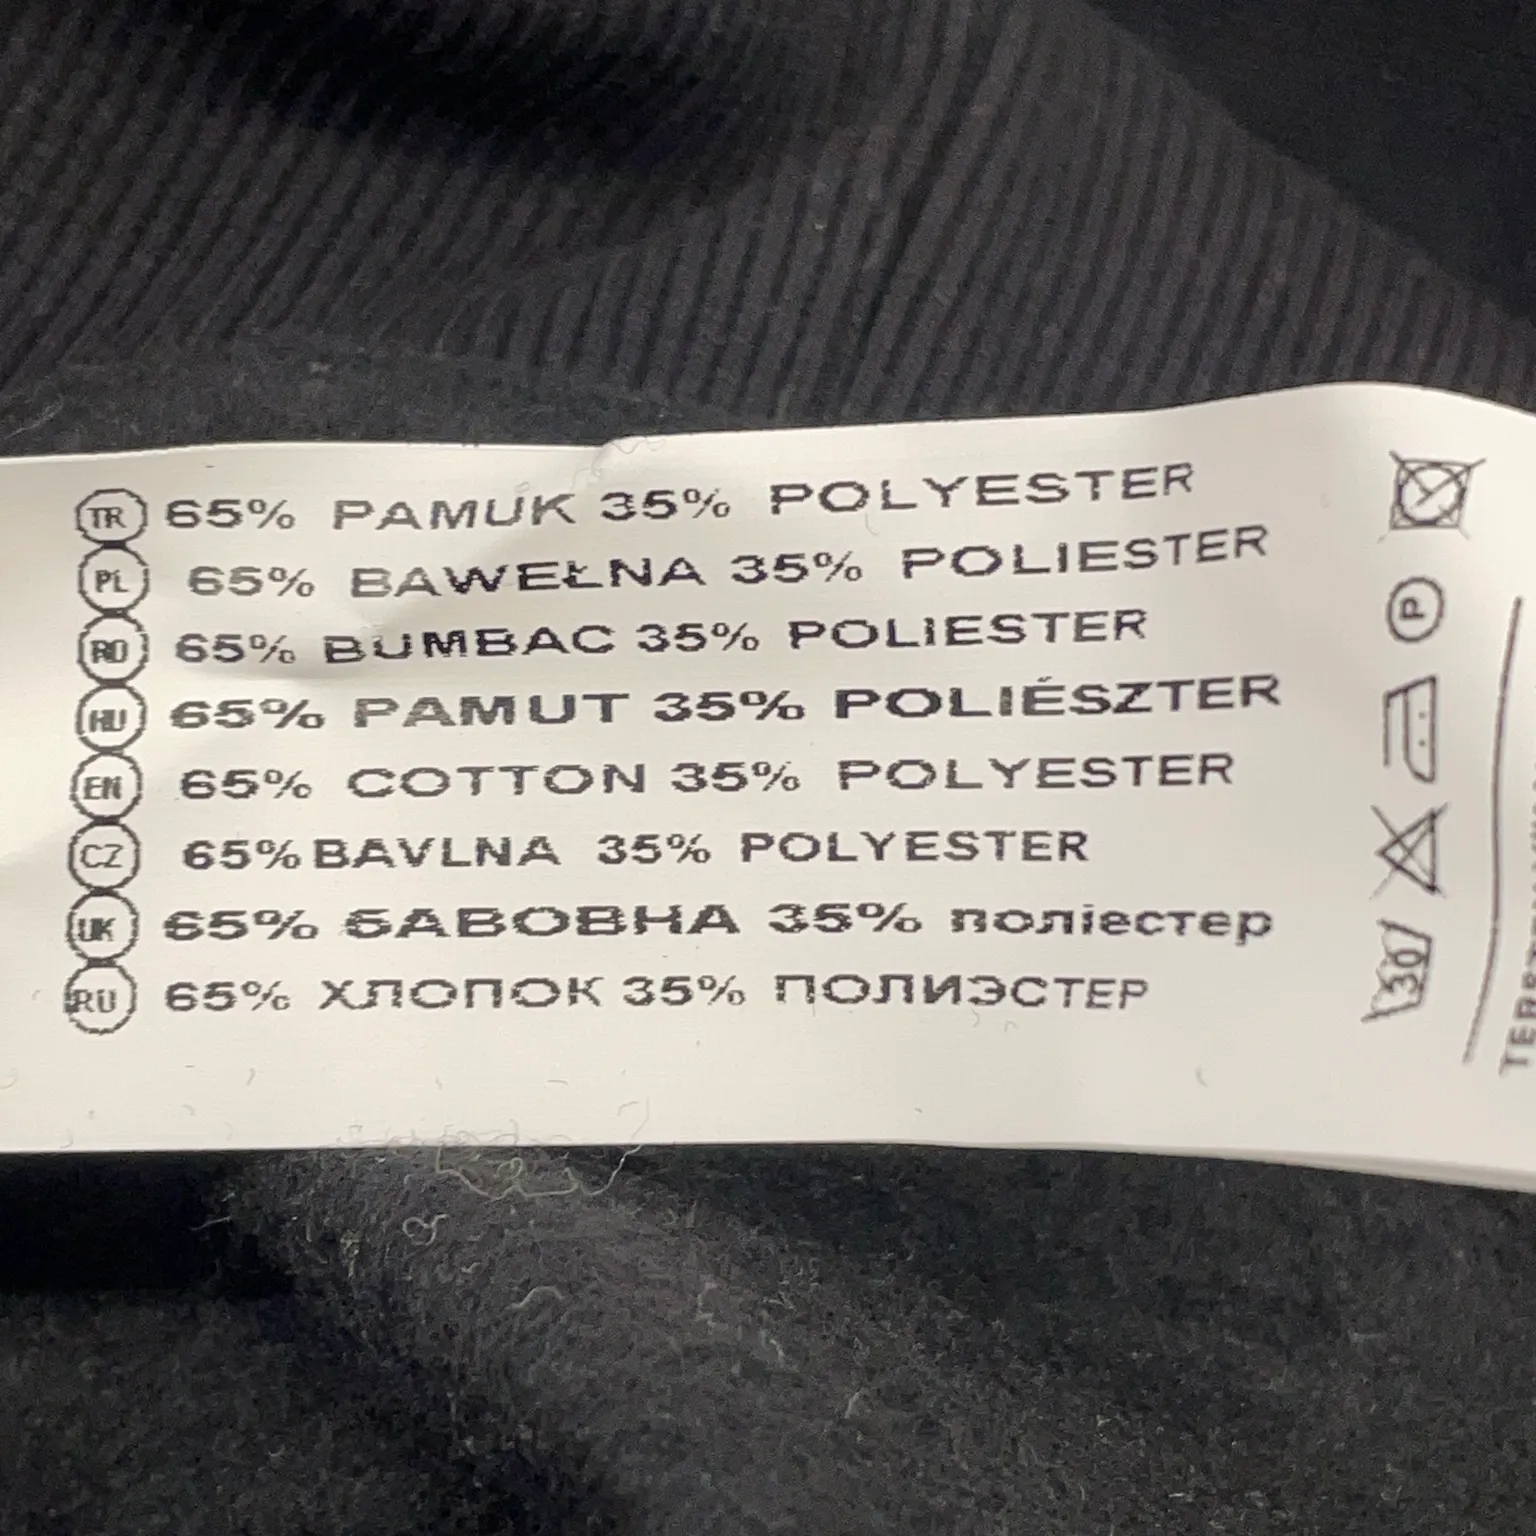 TR 65% PAMUK 35% POLYESTER
PL 65% BAWEŁNA 35% POLIESTER
RO 65% BUMBAC 35% POLIESTER
HU 65% PAMUT 35% POLIÉSZTER
EN 65% COTTON 35% POLYESTER
CZ 65% BAVLNA 35% POLYESTER
UK 65% БАВОВНА 35% поліестер
RU 65% ХЛОПОК 35% ПОЛИЭСТЕР
P
30